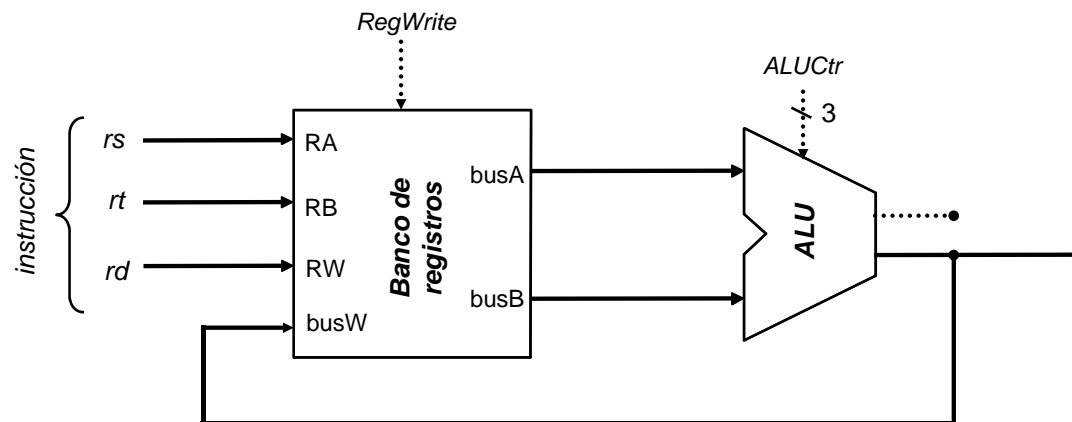 RegWrite
ALUCtr
3
instrucción
rs
rt
rd
RA
RB
RW
busW
Banco de
registros
busA
busB
ALU